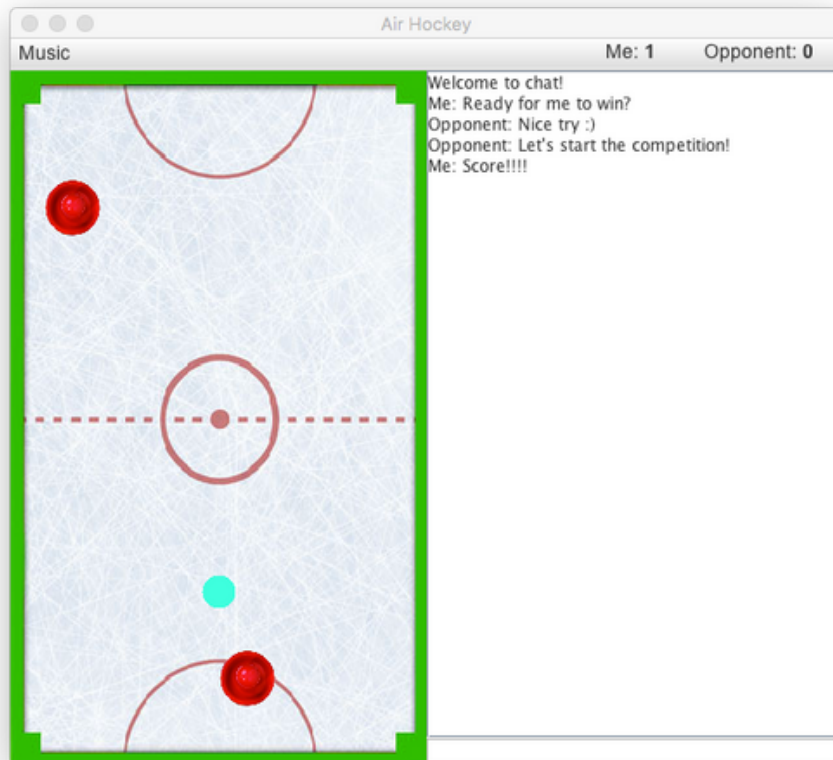 Air Hockey
Music Me: 1 Opponent: 0
Welcome to chat!
Me: Ready for me to win?
Opponent: Nice try :)
Opponent: Let's start the competition!
Me: Score!!!!